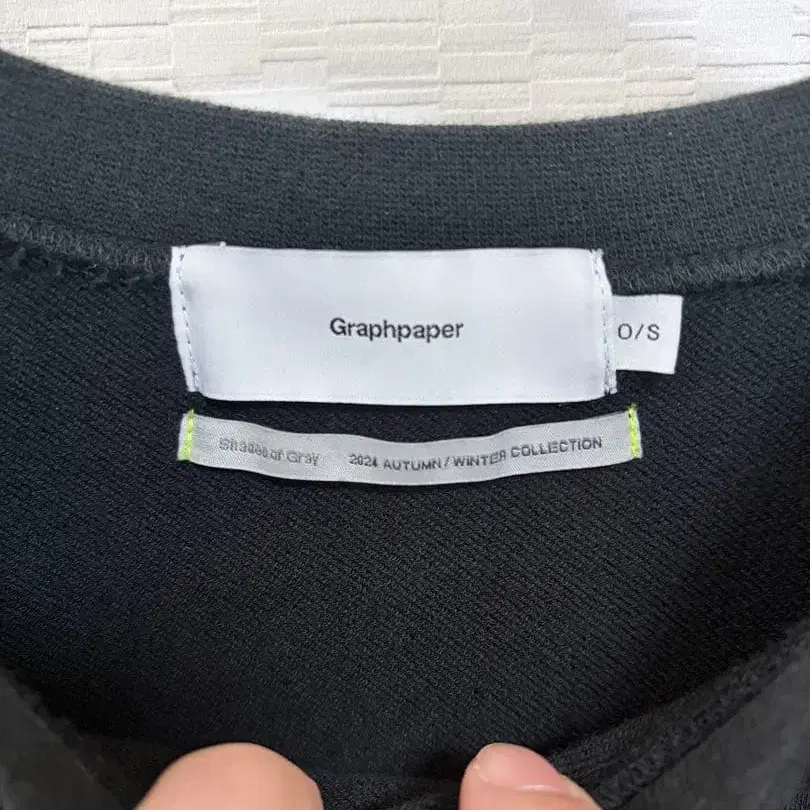 Graphpaper
O/S
Shades of Gray 2024 AUTUMN/WINTER COLLECTION